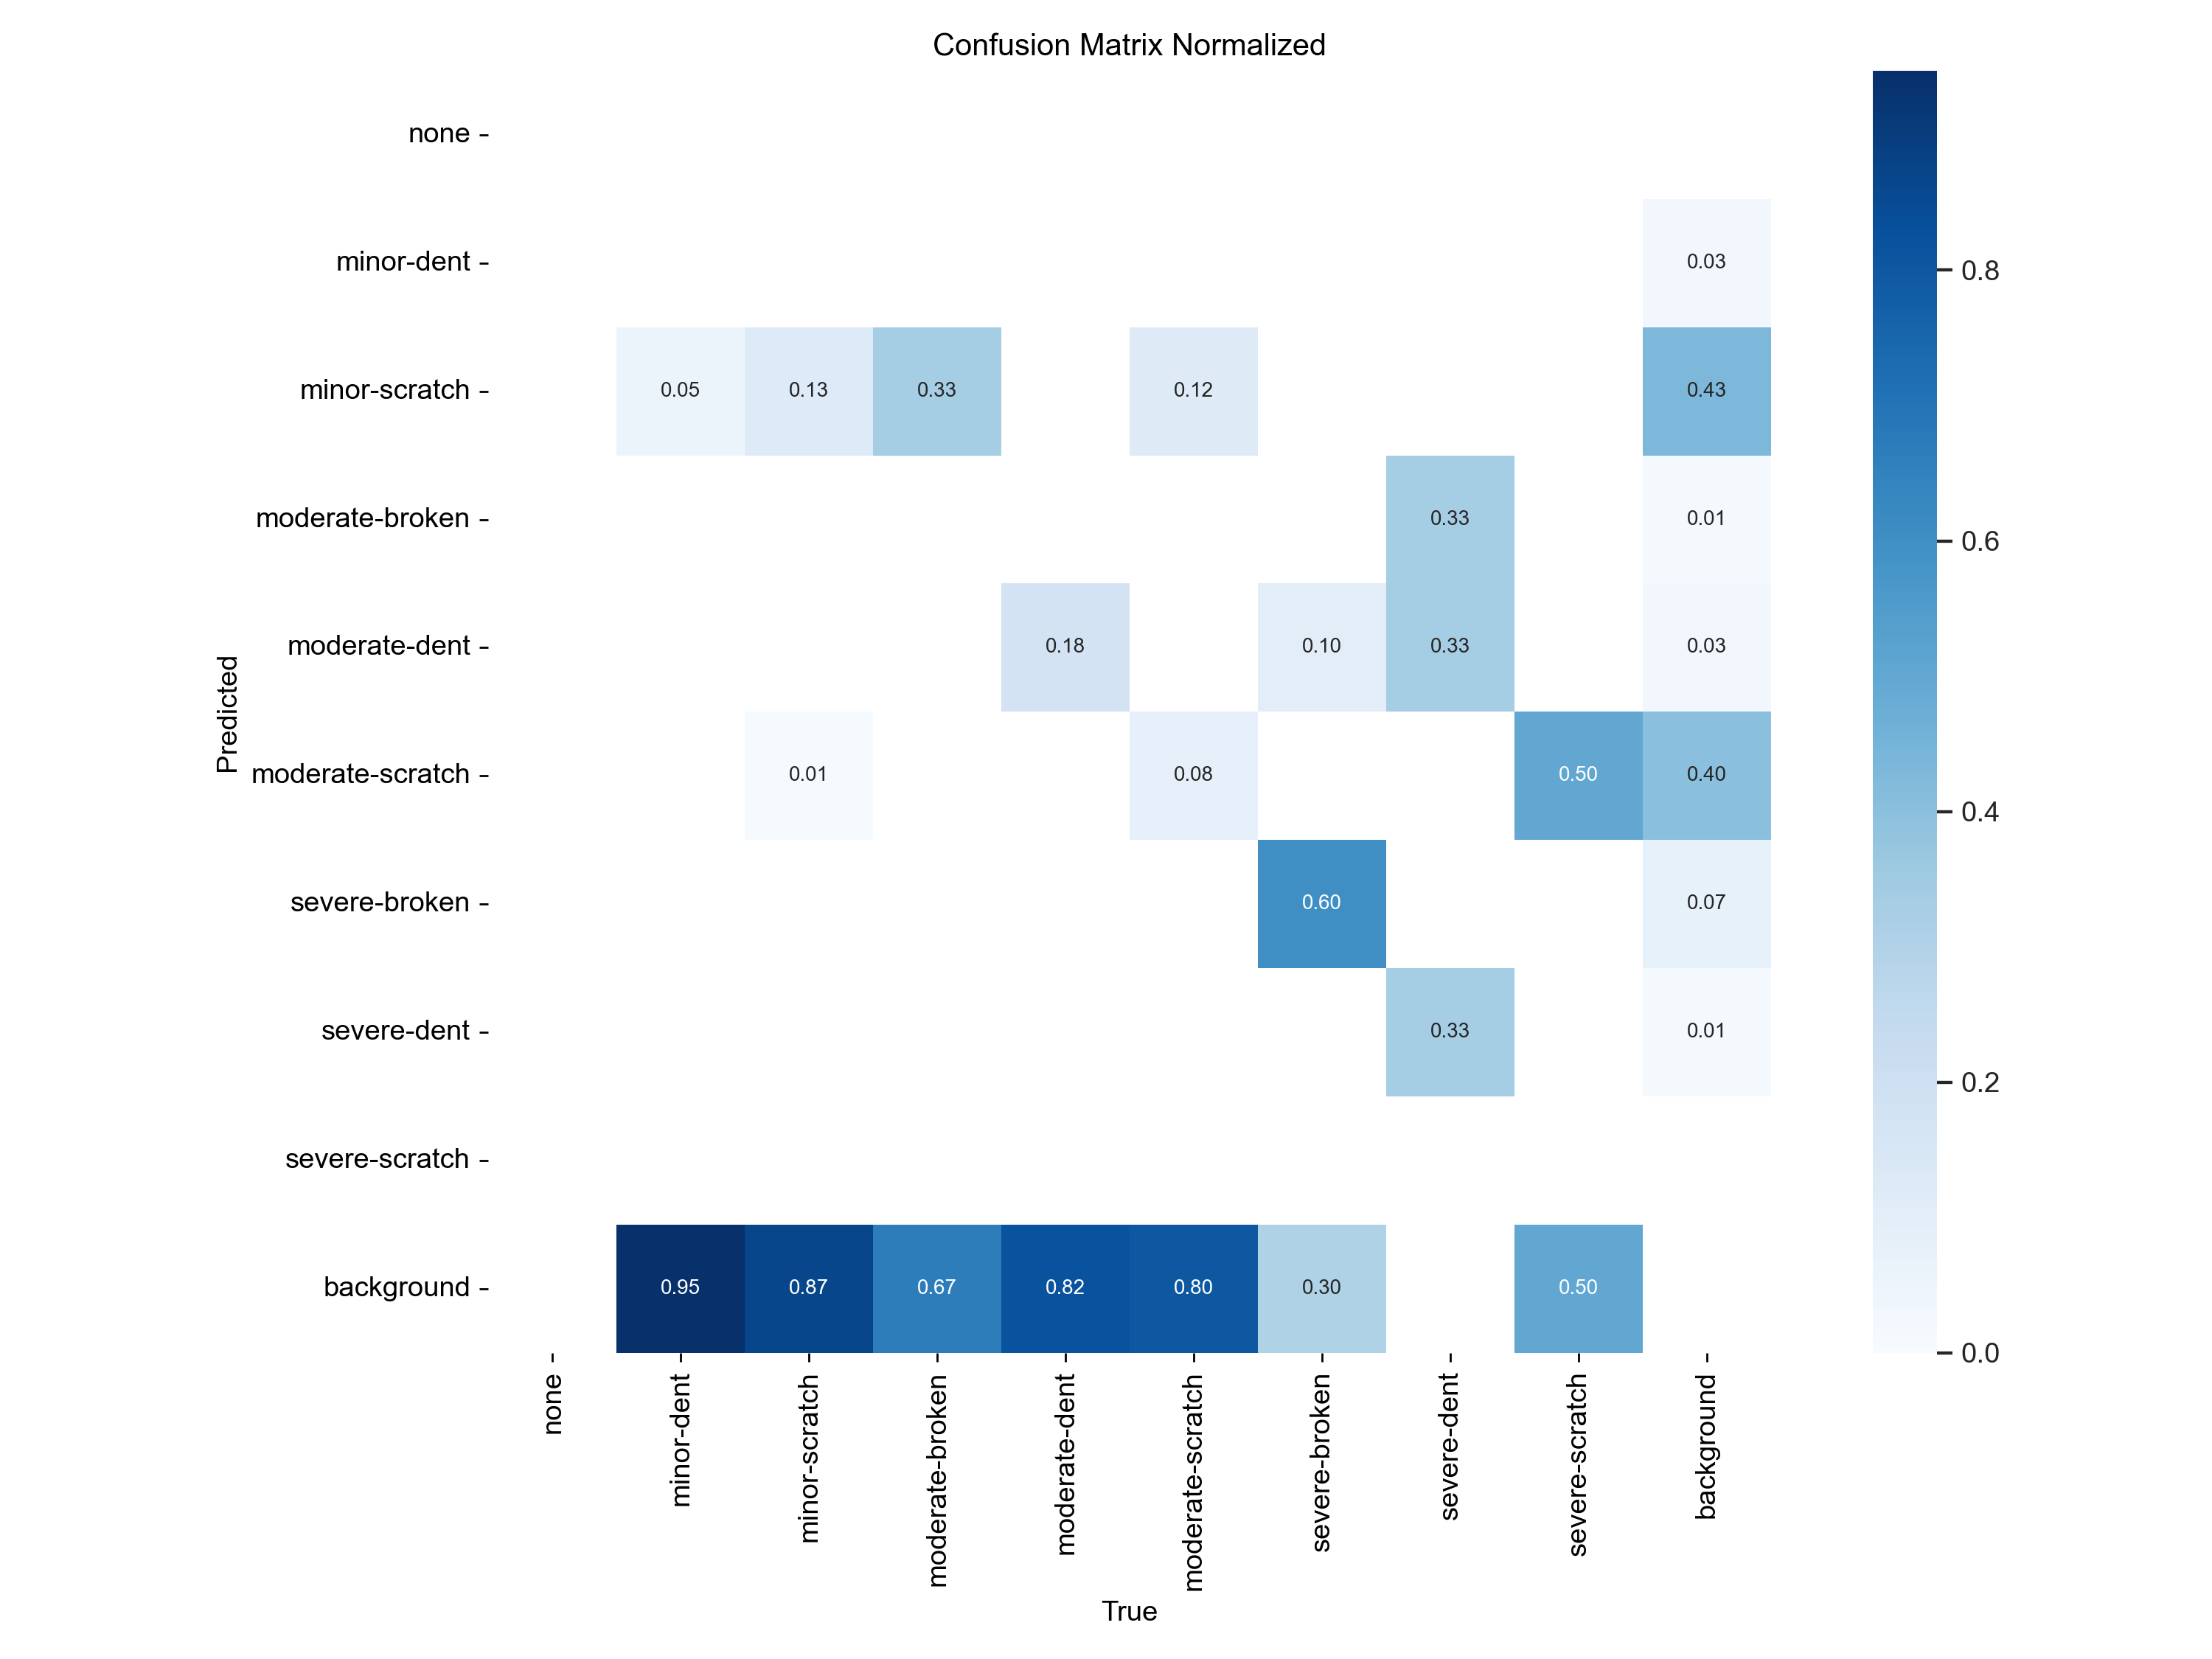 Confusion Matrix Normalized
none
minor-dent 0.03 0.8
minor-scratch 0.05 0.13 0.33 0.12 0.43
moderate-broken 0.33 0.01 0.6
moderate-dent 0.18 0.10 0.33 0.03
Predicted
moderate-scratch 0.01 0.08 0.50 0.40 0.4
severe-broken 0.60 0.07
severe-dent 0.33 0.01 0.2
severe-scratch
background 0.95 0.87 0.67 0.82 0.80 0.30 0.50 0.0
none minor-dent minor-scratch moderate-broken moderate-dent moderate-scratch severe-broken severe-dent severe-scratch background
True